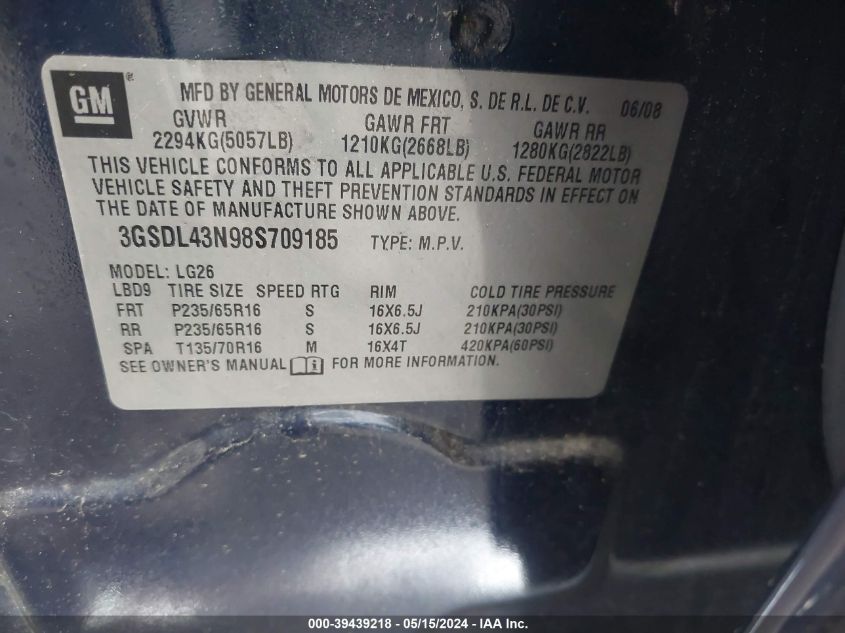 GM
MFD BY GENERAL MOTORS DE MEXICO, S. DE R.L. DE C.V. 06/08
GVWR GAWR FRT GAWR RR
2294KG(5057LB) 1210KG(2668LB) 1280KG(2822LB)
THIS VEHICLE CONFORMS TO ALL APPLICABLE U.S. FEDERAL MOTOR
VEHICLE SAFETY AND THEFT PREVENTION STANDARDS IN EFFECT ON
THE DATE OF MANUFACTURE SHOWN ABOVE.
3GSDL43N98S709185 TYPE: M.P.V.
MODEL: LG26
LBD9 TIRE SIZE SPEED RTG RIM COLD TIRE PRESSURE
FRT P235/65R16 S 16X6.5J 210KPA(30PSI)
RR P235/65R16 S 16X6.5J 210KPA(30PSI)
SPA T135/70R16 M 16X4T 420KPA(60PSI)
SEE OWNER'S MANUAL FOR MORE INFORMATION.
000-39439218 - 05/15/2024 - IAA Inc.